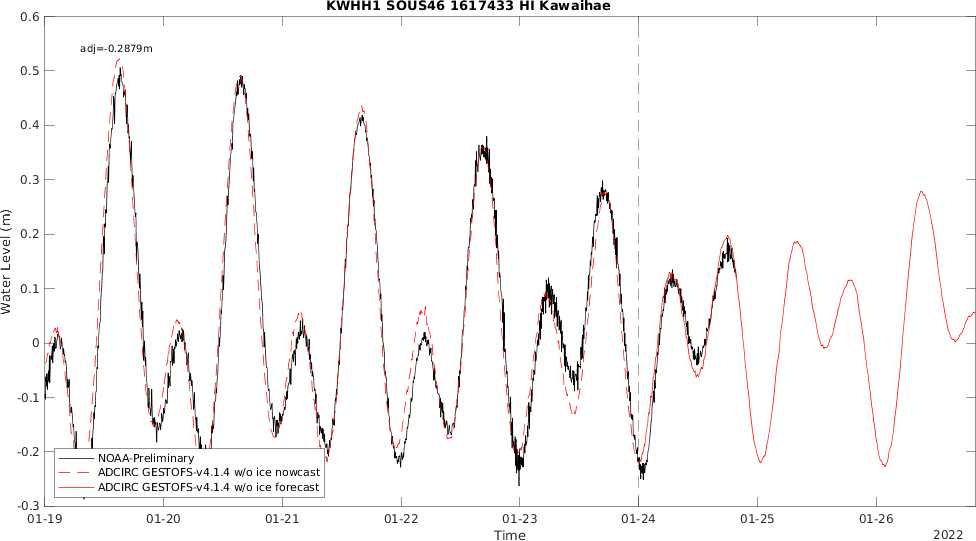 KWHH1 SOUS46 1617433 HI Kawaihae
adj=-0.2879m
Water Level (m)
0.6
0.5
0.4
0.3
0.2
0.1
0
-0.1
-0.2
-0.3
NOAA-Preliminary
ADCIRC GESTOFS-v4.1.4 w/o ice nowcast
ADCIRC GESTOFS-v4.1.4 w/o ice forecast
01-19 01-20 01-21 01-22 01-23 01-24 01-25 01-26
Time
2022